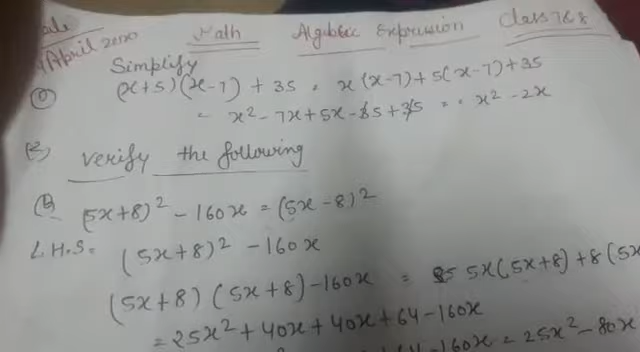 Math Algebraic Expression Class 7&8
April 2020
Simplify
(x+5)(x-7) + 35 = x(x-7)+5(x-7)+35
= x²-7x+5x-35+35 = x²-2x
Verify the following
(5x+8)² - 160x = (5x-8)²
L.H.S = (5x+8)² - 160x
(5x+8)(5x+8)-160x = 5x(5x+8)+8(5x
= 25x²+40x+40x+64-160x
-160x = 25x²-80x